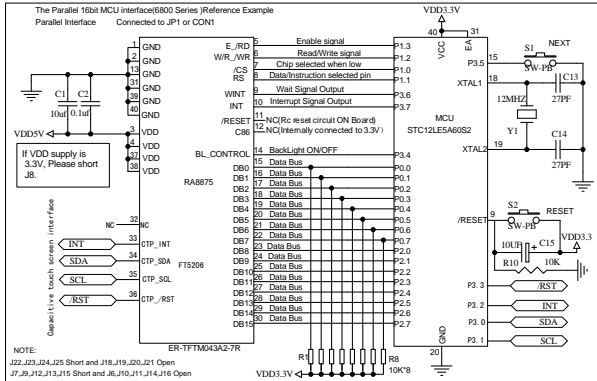 The Parallel 16bit MCU interface(6800 Series )Reference Example
Parallel Interface Connected to JP1 or CON1
VDD3.3V
1 GND
2 GND
13 GND
31 GND
39 GND
40 GND
GND
C1 C2
10uf 0.1uf
VDD5V
3 VDD
4 VDD
37 VDD
38 VDD
If VDD supply is
3.3V, Please short
J8.
E_/RD 5 Enable signal P1.3
W/R_/WR 6 Read/Write signal P1.2
/CS 7 Chip selected when low P1.0
RS 8 Data/Instruction selected pin P1.1
WINT 9 Wait Signal Output P3.6
INT 10 Interrupt Signal Output P3.7
/RESET 11 NC(Rc reset circuit ON Board)
C86 12 NC(Internally connected to 3.3V)
BL_CONTROL 14 BackLight ON/OFF P3.4
RA8875
DB0 15 Data Bus P0.0
DB1 16 Data Bus P0.1
DB2 17 Data Bus P0.2
DB3 18 Data Bus P0.3
DB4 19 Data Bus P0.4
DB5 20 Data Bus P0.5
DB6 21 Data Bus P0.6
DB7 22 Data Bus P0.7
DB8 23 Data Bus P2.0
DB9 24 Data Bus P2.1
DB10 25 Data Bus P2.2
DB11 26 Data Bus P2.3
DB12 27 Data Bus P2.4
DB13 28 Data Bus P2.5
DB14 29 Data Bus P2.6
DB15 30 Data Bus P2.7
NC 32 NC
INT 33 CTP_INT
SDA 34 CTP_SDA
SCL 35 CTP_SCL
/RST 36 CTP_/RST
FT5206
Capacitive touch screen interface
ER-TFTM043A2-7R
R1 R8
10K*8
VDD3.3V
40 VCC
31 EA
MCU
STC12LE5A60S2
P3.5 15 S1 NEXT
SW-PB
XTAL1 18 C13
27PF
12MHZ
Y1
XTAL2 19 C14
27PF
/RESET 9 S2 RESET
SW-PB
VDD3.3
10UF C15
R10 10K
P3. 3 /RST
P3. 2 INT
P3. 0 SDA
P3. 1 SCL
GND
20
NOTE:
J22,J23,J24,J25 Short and J18,J19,J20,J21 Open
J7,J9,J12,J13,J15 Short and J6,J10,J11,J14,J16 Open